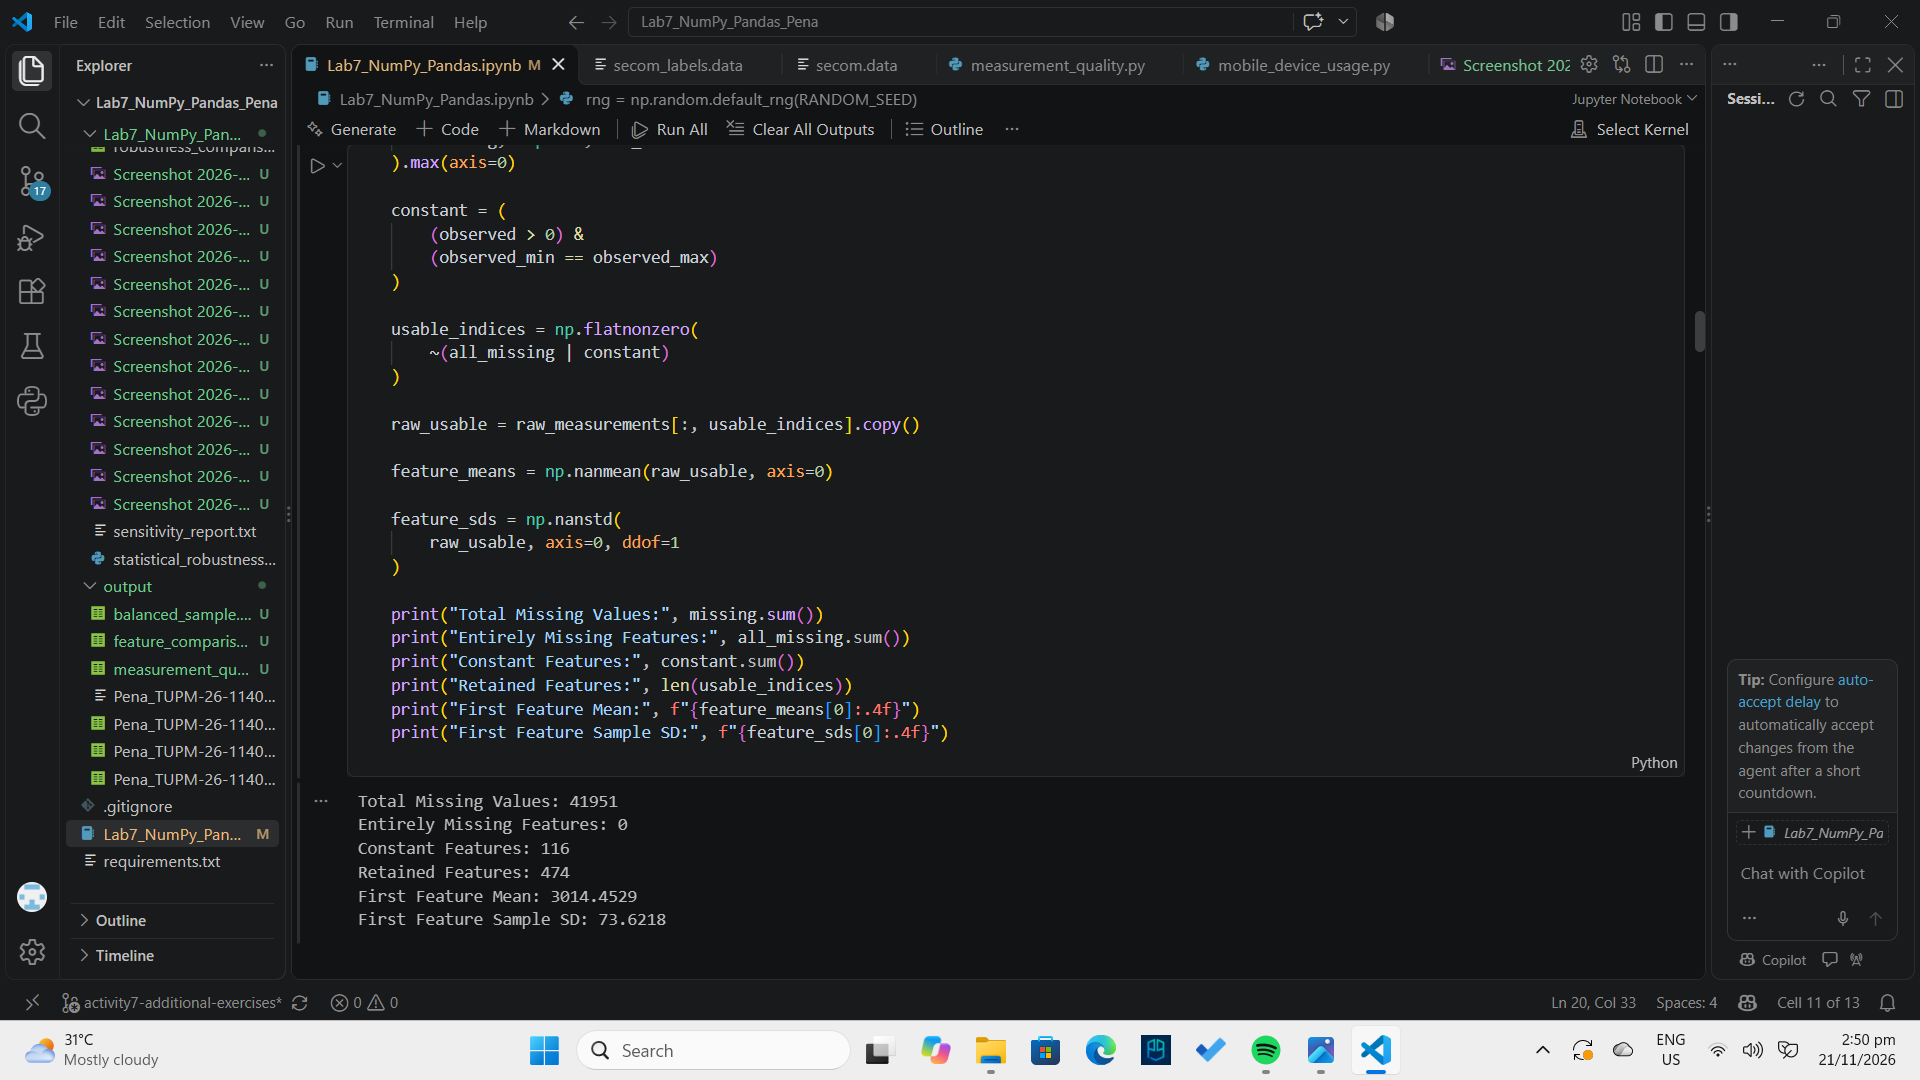 File Edit Selection View Go Run Terminal Help
Lab7_NumPy_Pandas_Pena
Explorer
Lab7_NumPy_Pandas_Pena
Lab7_NumPy_Pan...
robustness_comparis...
Screenshot 2026-... U
Screenshot 2026-... U
Screenshot 2026-... U
Screenshot 2026-... U
Screenshot 2026-... U
Screenshot 2026-... U
Screenshot 2026-... U
Screenshot 2026-... U
Screenshot 2026-... U
Screenshot 2026-... U
Screenshot 2026-... U
Screenshot 2026-... U
Screenshot 2026-... U
sensitivity_report.txt
statistical_robustness...
output
balanced_sample.... U
feature_comparis... U
measurement_qu... U
Pena_TUPM-26-1140...
Pena_TUPM-26-1140...
Pena_TUPM-26-1140...
Pena_TUPM-26-1140...
.gitignore
Lab7_NumPy_Pan... M
requirements.txt
Outline
Timeline
17
Lab7_NumPy_Pandas.ipynb M
secom_labels.data
secom.data
measurement_quality.py
mobile_device_usage.py
Screenshot 202
Lab7_NumPy_Pandas.ipynb > rng = np.random.default_rng(RANDOM_SEED)
Jupyter Notebook
Generate + Code + Markdown Run All Clear All Outputs Outline ...
Select Kernel
).max(axis=0)
constant = (
(observed > 0) &
(observed_min == observed_max)
)
usable_indices = np.flatnonzero(
~(all_missing | constant)
)
raw_usable = raw_measurements[:, usable_indices].copy()
feature_means = np.nanmean(raw_usable, axis=0)
feature_sds = np.nanstd(
raw_usable, axis=0, ddof=1
)
print("Total Missing Values:", missing.sum())
print("Entirely Missing Features:", all_missing.sum())
print("Constant Features:", constant.sum())
print("Retained Features:", len(usable_indices))
print("First Feature Mean:", f"{feature_means[0]:.4f}")
print("First Feature Sample SD:", f"{feature_sds[0]:.4f}")
Python
Total Missing Values: 41951
Entirely Missing Features: 0
Constant Features: 116
Retained Features: 474
First Feature Mean: 3014.4529
First Feature Sample SD: 73.6218
Sessi...
Tip: Configure auto-
accept delay to
automatically accept
changes from the
agent after a short
countdown.
+ Lab7_NumPy_Pa
Chat with Copilot
Copilot
activity7-additional-exercises*
0 0
Ln 20, Col 33
Spaces: 4
Cell 11 of 13
31°C
Mostly cloudy
Search
ENG
US
2:50 pm
21/11/2026